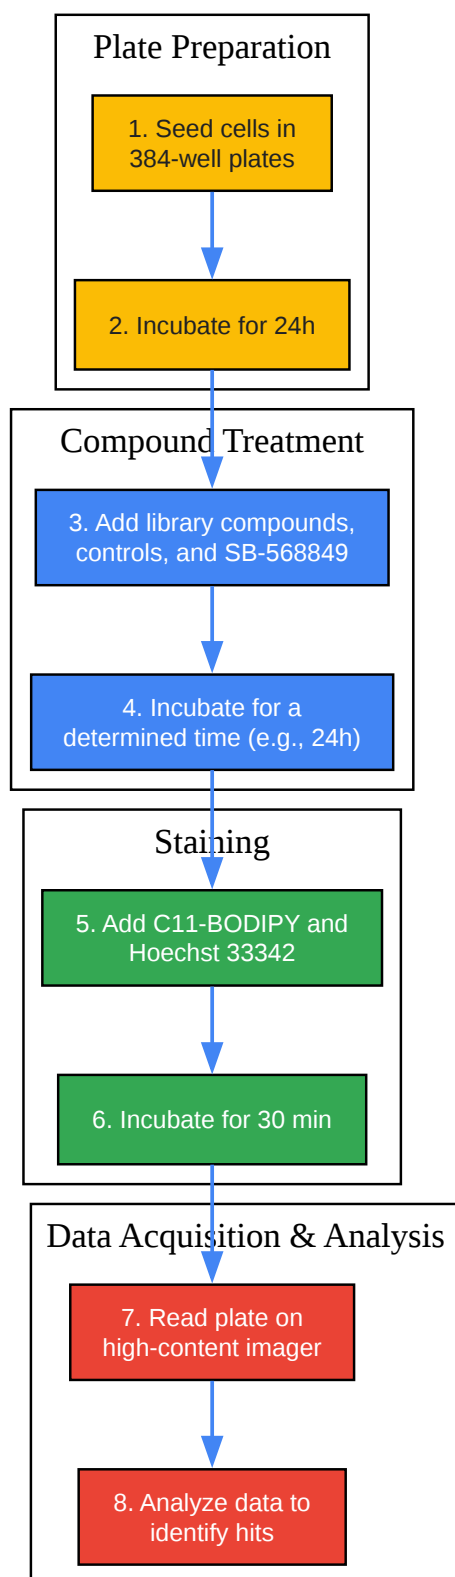 Plate Preparation
1. Seed cells in
384-well plates
2. Incubate for 24h
Compound Treatment
3. Add library compounds,
controls, and SB-568849
4. Incubate for a
determined time (e.g., 24h)
Staining
5. Add C11-BODIPY and
Hoechst 33342
6. Incubate for 30 min
Data Acquisition & Analysis
7. Read plate on
high-content imager
8. Analyze data to
identify hits